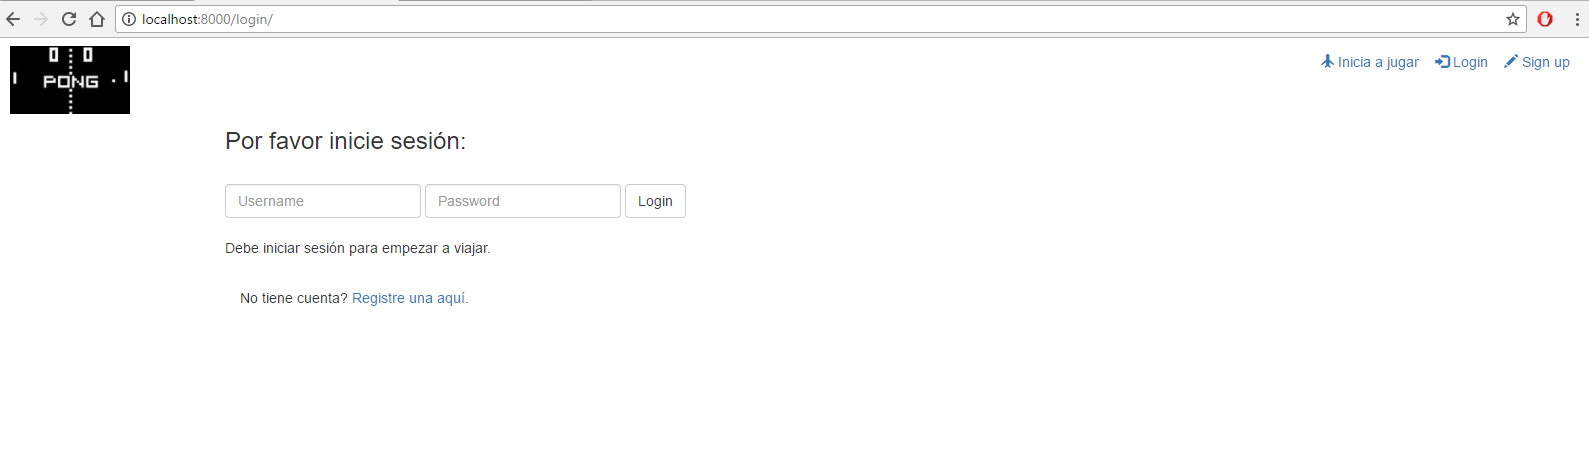 localhost:8000/login/
0 0
PONG
Inicia a jugar Login Sign up
Por favor inicie sesión:
Username Password Login
Debe iniciar sesión para empezar a viajar.
No tiene cuenta? Registre una aquí.